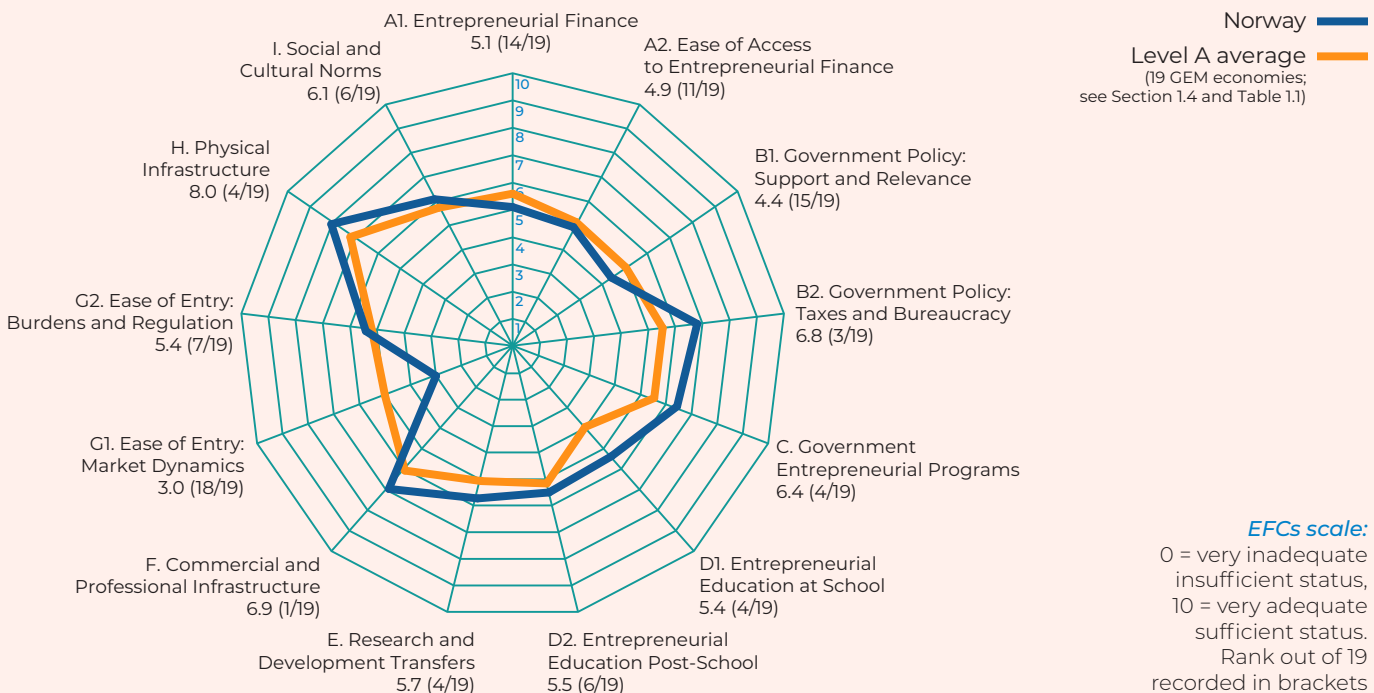 A1. Entrepreneurial Finance
5.1 (14/19)
A2. Ease of Access
to Entrepreneurial Finance
4.9 (11/19)
B1. Government Policy:
Support and Relevance
4.4 (15/19)
B2. Government Policy:
Taxes and Bureaucracy
6.8 (3/19)
C. Government
Entrepreneurial Programs
6.4 (4/19)
D1. Entrepreneurial
Education at School
5.4 (4/19)
D2. Entrepreneurial
Education Post-School
5.5 (6/19)
E. Research and
Development Transfers
5.7 (4/19)
F. Commercial and
Professional Infrastructure
6.9 (1/19)
G1. Ease of Entry:
Market Dynamics
3.0 (18/19)
G2. Ease of Entry:
Burdens and Regulation
5.4 (7/19)
H. Physical
Infrastructure
8.0 (4/19)
I. Social and
Cultural Norms
6.1 (6/19)
10
9
8
7
6
5
4
3
2
1
Norway
Level A average
(19 GEM economies;
see Section 1.4 and Table 1.1)
EFCs scale:
0 = very inadequate
insufficient status,
10 = very adequate
sufficient status.
Rank out of 19
recorded in brackets